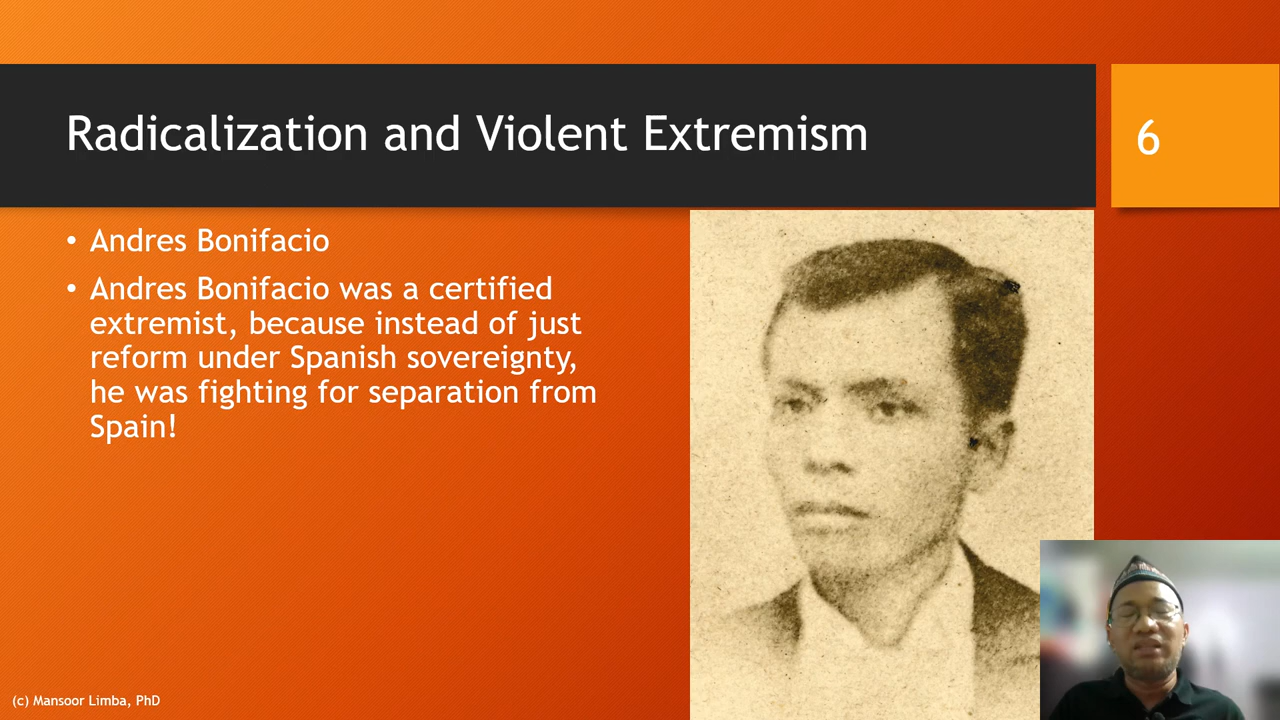 Radicalization and Violent Extremism
6
• Andres Bonifacio
• Andres Bonifacio was a certified
extremist, because instead of just
reform under Spanish sovereignty,
he was fighting for separation from
Spain!
(c) Mansoor Limba, PhD